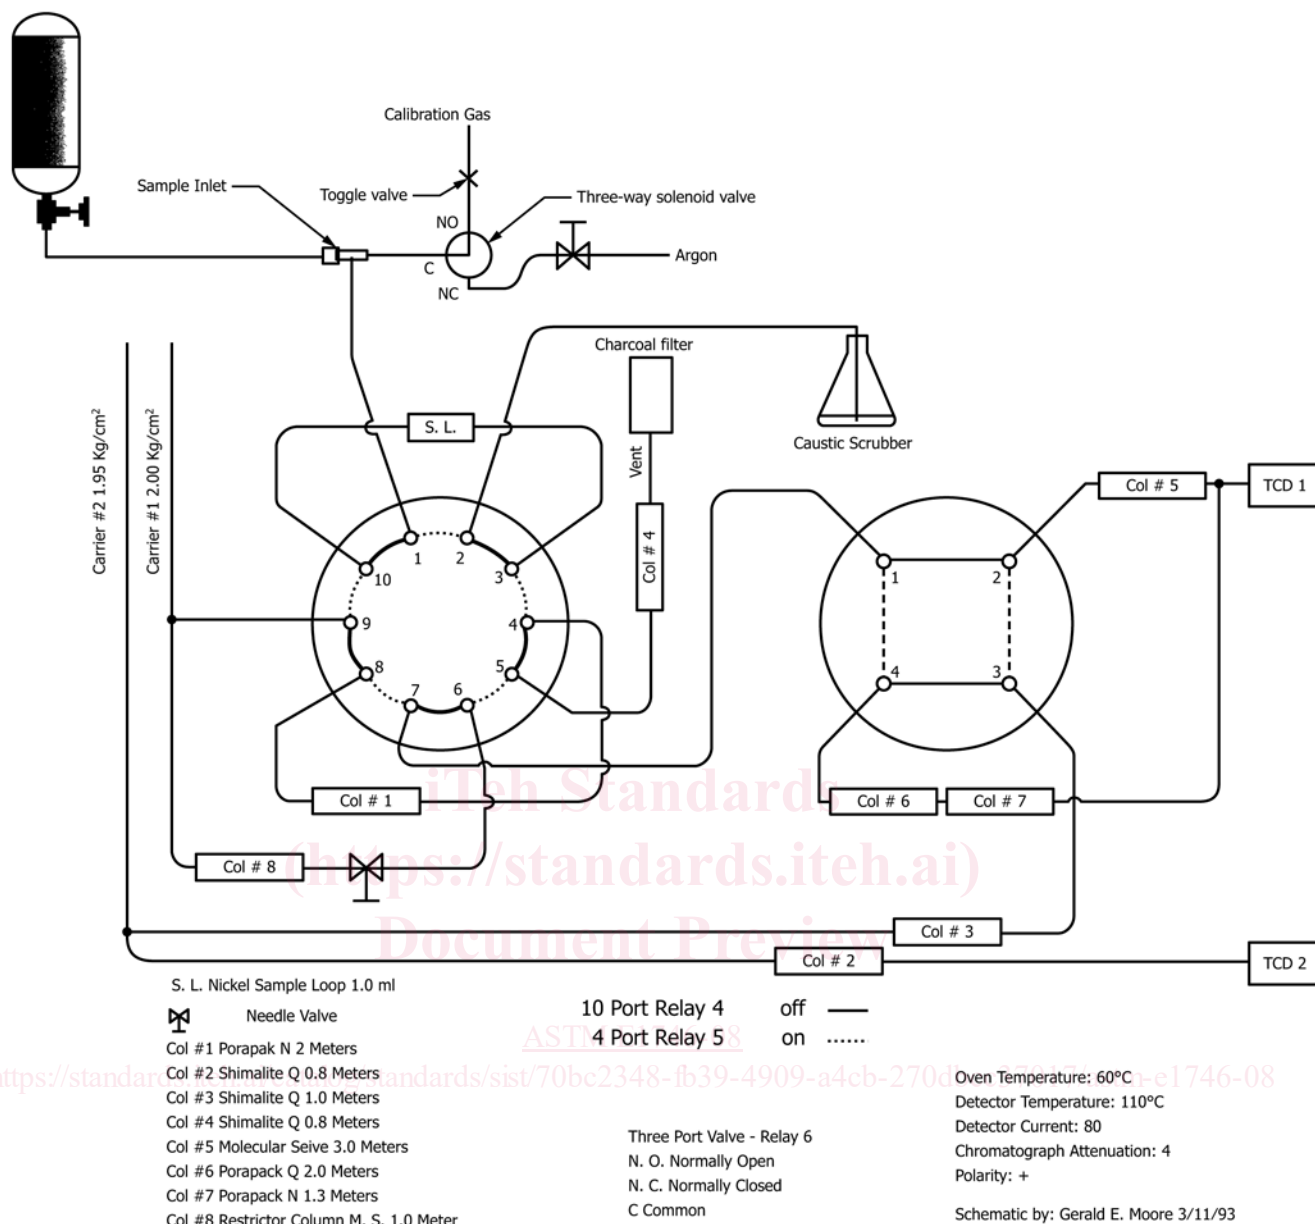 Calibration Gas
Sample Inlet
Toggle valve
Three-way solenoid valve
NO
C
NC
Argon
Charcoal filter
Vent
Caustic Scrubber
Carrier #2 1.95 Kg/cm²
Carrier #1 2.00 Kg/cm²
S. L.
Col # 4
Col # 5
TCD 1
1
2
3
4
5
6
7
8
9
10
1
2
3
4
Col # 1
Col # 6
Col # 7
Col # 8
Col # 3
Col # 2
TCD 2
iTeh Standards
(https://standards.iteh.ai)
Document Preview
S. L. Nickel Sample Loop 1.0 ml
Needle Valve
10 Port Relay 4 off
4 Port Relay 5 on
Col #1 Porapak N 2 Meters
Col #2 Shimalite Q 0.8 Meters
Col #3 Shimalite Q 1.0 Meters
Col #4 Shimalite Q 0.8 Meters
Col #5 Molecular Seive 3.0 Meters
Col #6 Porapack Q 2.0 Meters
Col #7 Porapack N 1.3 Meters
Col #8 Restrictor Column M. S. 1.0 Meter
Three Port Valve - Relay 6
N. O. Normally Open
N. C. Normally Closed
C Common
Oven Temperature: 60°C
Detector Temperature: 110°C
Detector Current: 80
Chromatograph Attenuation: 4
Polarity: +
Schematic by: Gerald E. Moore 3/11/93